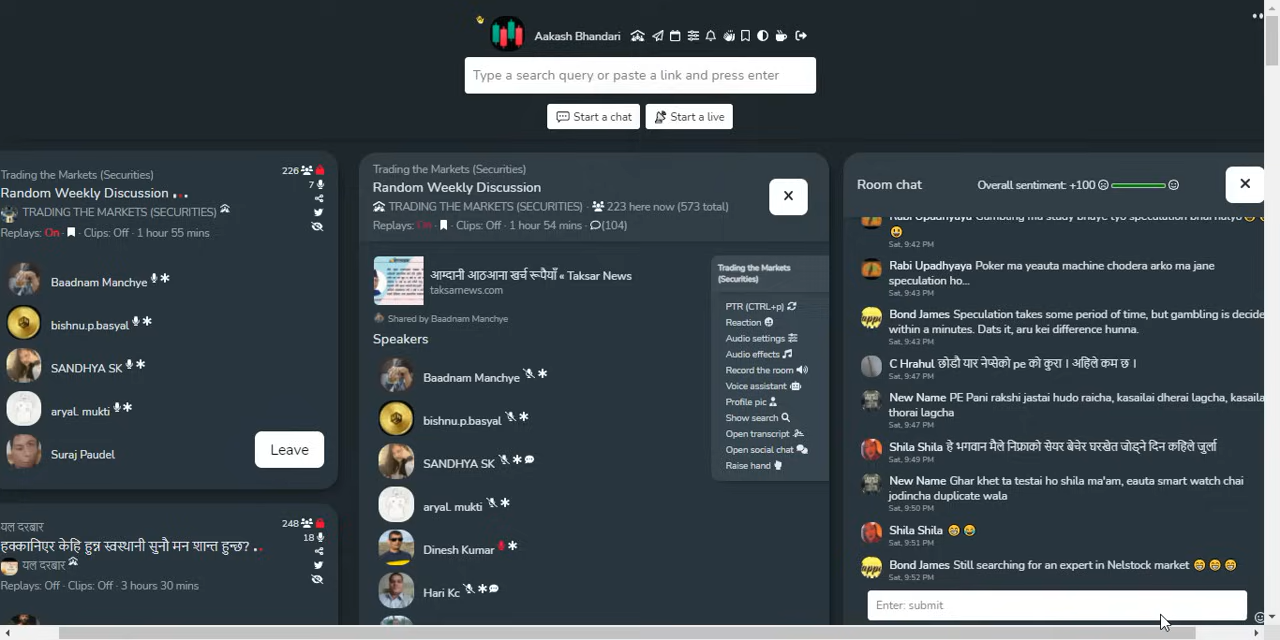 Aakash Bhandari
Type a search query or paste a link and press enter
Start a chat
Start a live
Trading the Markets (Securities)
226
Random Weekly Discussion
7
TRADING THE MARKETS (SECURITIES)
Replays: On · Clips: Off · 1 hour 55 mins
Baadnam Manchye
bishnu.p.basyal
SANDHYA SK
aryal. mukti
Suraj Paudel
Leave
यल दरबार
248
18
हक्कानिएर केहि हुन्न स्वस्थानी सुनौ मन शान्त हुन्छ?
यल दरबार
Replays: Off · Clips: Off · 3 hours 30 mins
Trading the Markets (Securities)
Random Weekly Discussion
TRADING THE MARKETS (SECURITIES) · 223 here now (573 total)
Replays: On · Clips: Off · 1 hour 54 mins · (104)
आम्दानी आठआना खर्च रूपैयाँ « Taksar News
taksarnews.com
Shared by Baadnam Manchye
Speakers
Baadnam Manchye
bishnu.p.basyal
SANDHYA SK
aryal. mukti
Dinesh Kumar
Hari Kc
Trading the Markets
(Securities)
PTR (CTRL+p)
Reaction
Audio settings
Audio effects
Record the room
Voice assistant
Profile pic
Show search
Open transcript
Open social chat
Raise hand
Room chat
Overall sentiment: +100
Sat, 9:42 PM
Rabi Upadhyaya Poker ma yeauta machine chodera arko ma jane
speculation ho...
Sat, 9:43 PM
Bond James Speculation takes some period of time, but gambling is decide
within a minutes. Dats it, aru kei difference hunna.
Sat, 9:43 PM
C Hrahul छोडौ यार नेप्सेको pe को कुरा । अहिले कम छ ।
Sat, 9:47 PM
New Name PE Pani rakshi jastai hudo raicha, kasailai dherai lagcha, kasaila
thorai lagcha
Sat, 9:47 PM
Shila Shila हे भगवान मैले निफ्राको सेयर बेचेर घरखेत जोड्ने दिन कहिले जुर्ला
Sat, 9:49 PM
New Name Ghar khet ta testai ho shila ma'am, eauta smart watch chai
jodincha duplicate wala
Sat, 9:50 PM
Shila Shila
Sat, 9:51 PM
Bond James Still searching for an expert in Nelstock market
Sat, 9:52 PM
Enter: submit